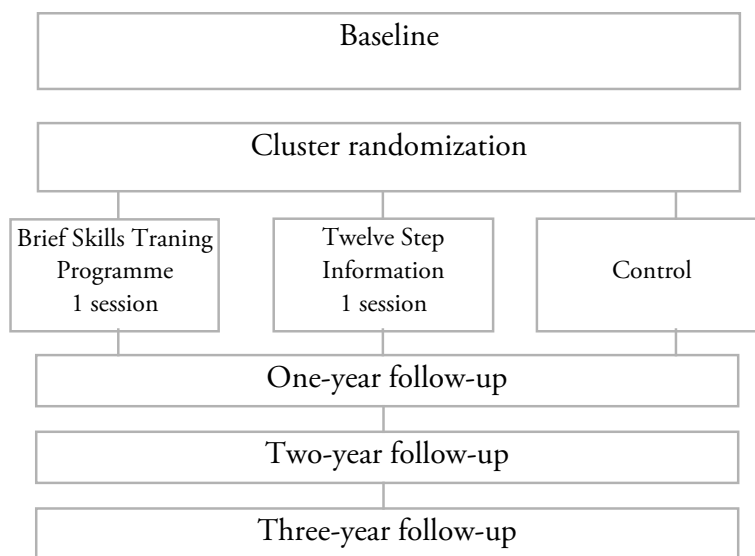 Baseline
Cluster randomization
Brief Skills Traning
Programme
1 session
Twelve Step
Information
1 session
Control
One-year follow-up
Two-year follow-up
Three-year follow-up